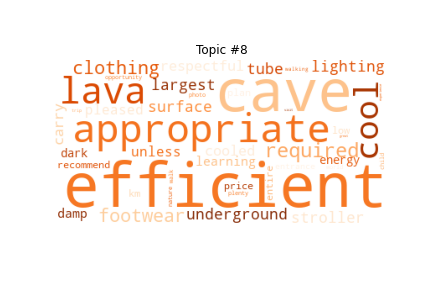 Topic #8
clothing respectful tube lighting
lava largest cave cool
carry pleased surface
appropriate required
dark unless cooled energy
recommend learning
efficient
km price entire
plenty
nature walk
damp footwear underground stroller
opportunity
walking
photo